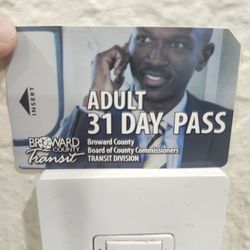 INSERT
ADULT
31 DAY PASS
BROWARD
COUNTY
Transit
Broward County
Board of County Commissioners
TRANSIT DIVISION